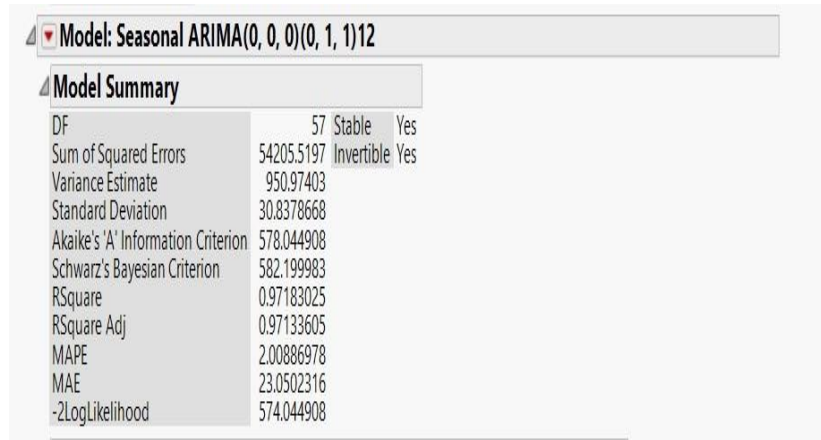 Model: Seasonal ARIMA(0, 0, 0)(0, 1, 1)12
Model Summary
DF 57 Stable Yes
Sum of Squared Errors 54205.5197 Invertible Yes
Variance Estimate 950.97403
Standard Deviation 30.8378668
Akaike's 'A' Information Criterion 578.044908
Schwarz's Bayesian Criterion 582.199983
RSquare 0.97183025
RSquare Adj 0.97133605
MAPE 2.00886978
MAE 23.0502316
-2LogLikelihood 574.044908